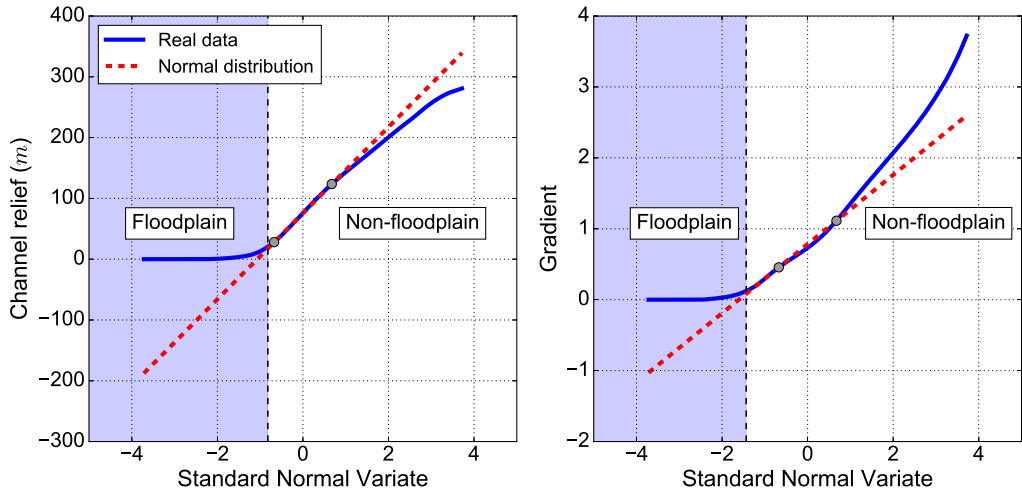 400
300
200
100
0
−100
−200
−300
Channel relief (m)
Real data
Normal distribution
Floodplain
Non-floodplain
−4
−2
0
2
4
Standard Normal Variate
4
3
2
1
0
−1
−2
Gradient
Floodplain
Non-floodplain
−4
−2
0
2
4
Standard Normal Variate